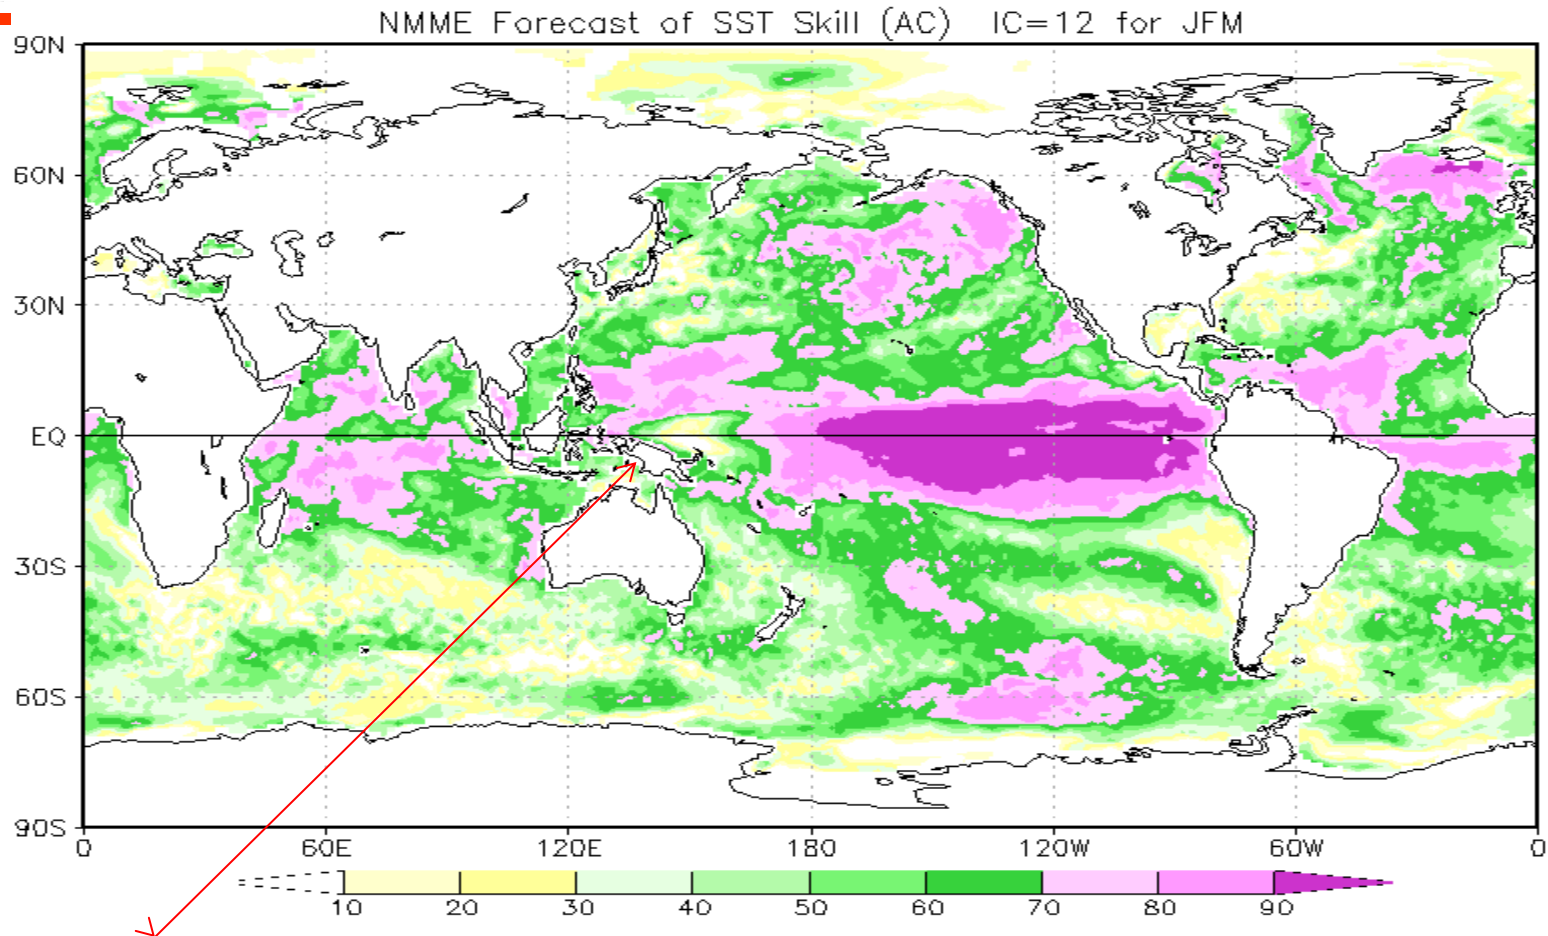 NMME Forecast of SST Skill (AC) IC=12 for JFM
90N
60N
30N
EQ
30S
60S
90S
0 60E 120E 180 120W 60W 0
10 20 30 40 50 60 70 80 90